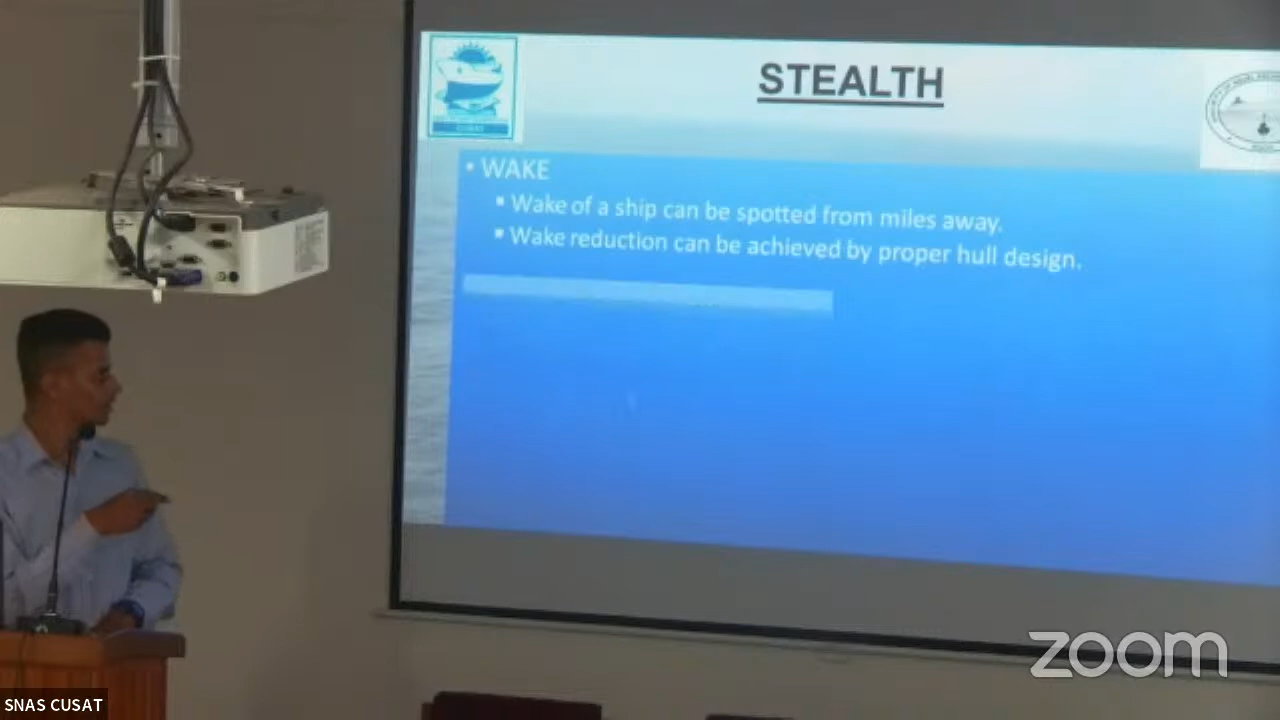 STEALTH
• WAKE
▪ Wake of a ship can be spotted from miles away.
▪ Wake reduction can be achieved by proper hull design.
zoom
SNAS CUSAT